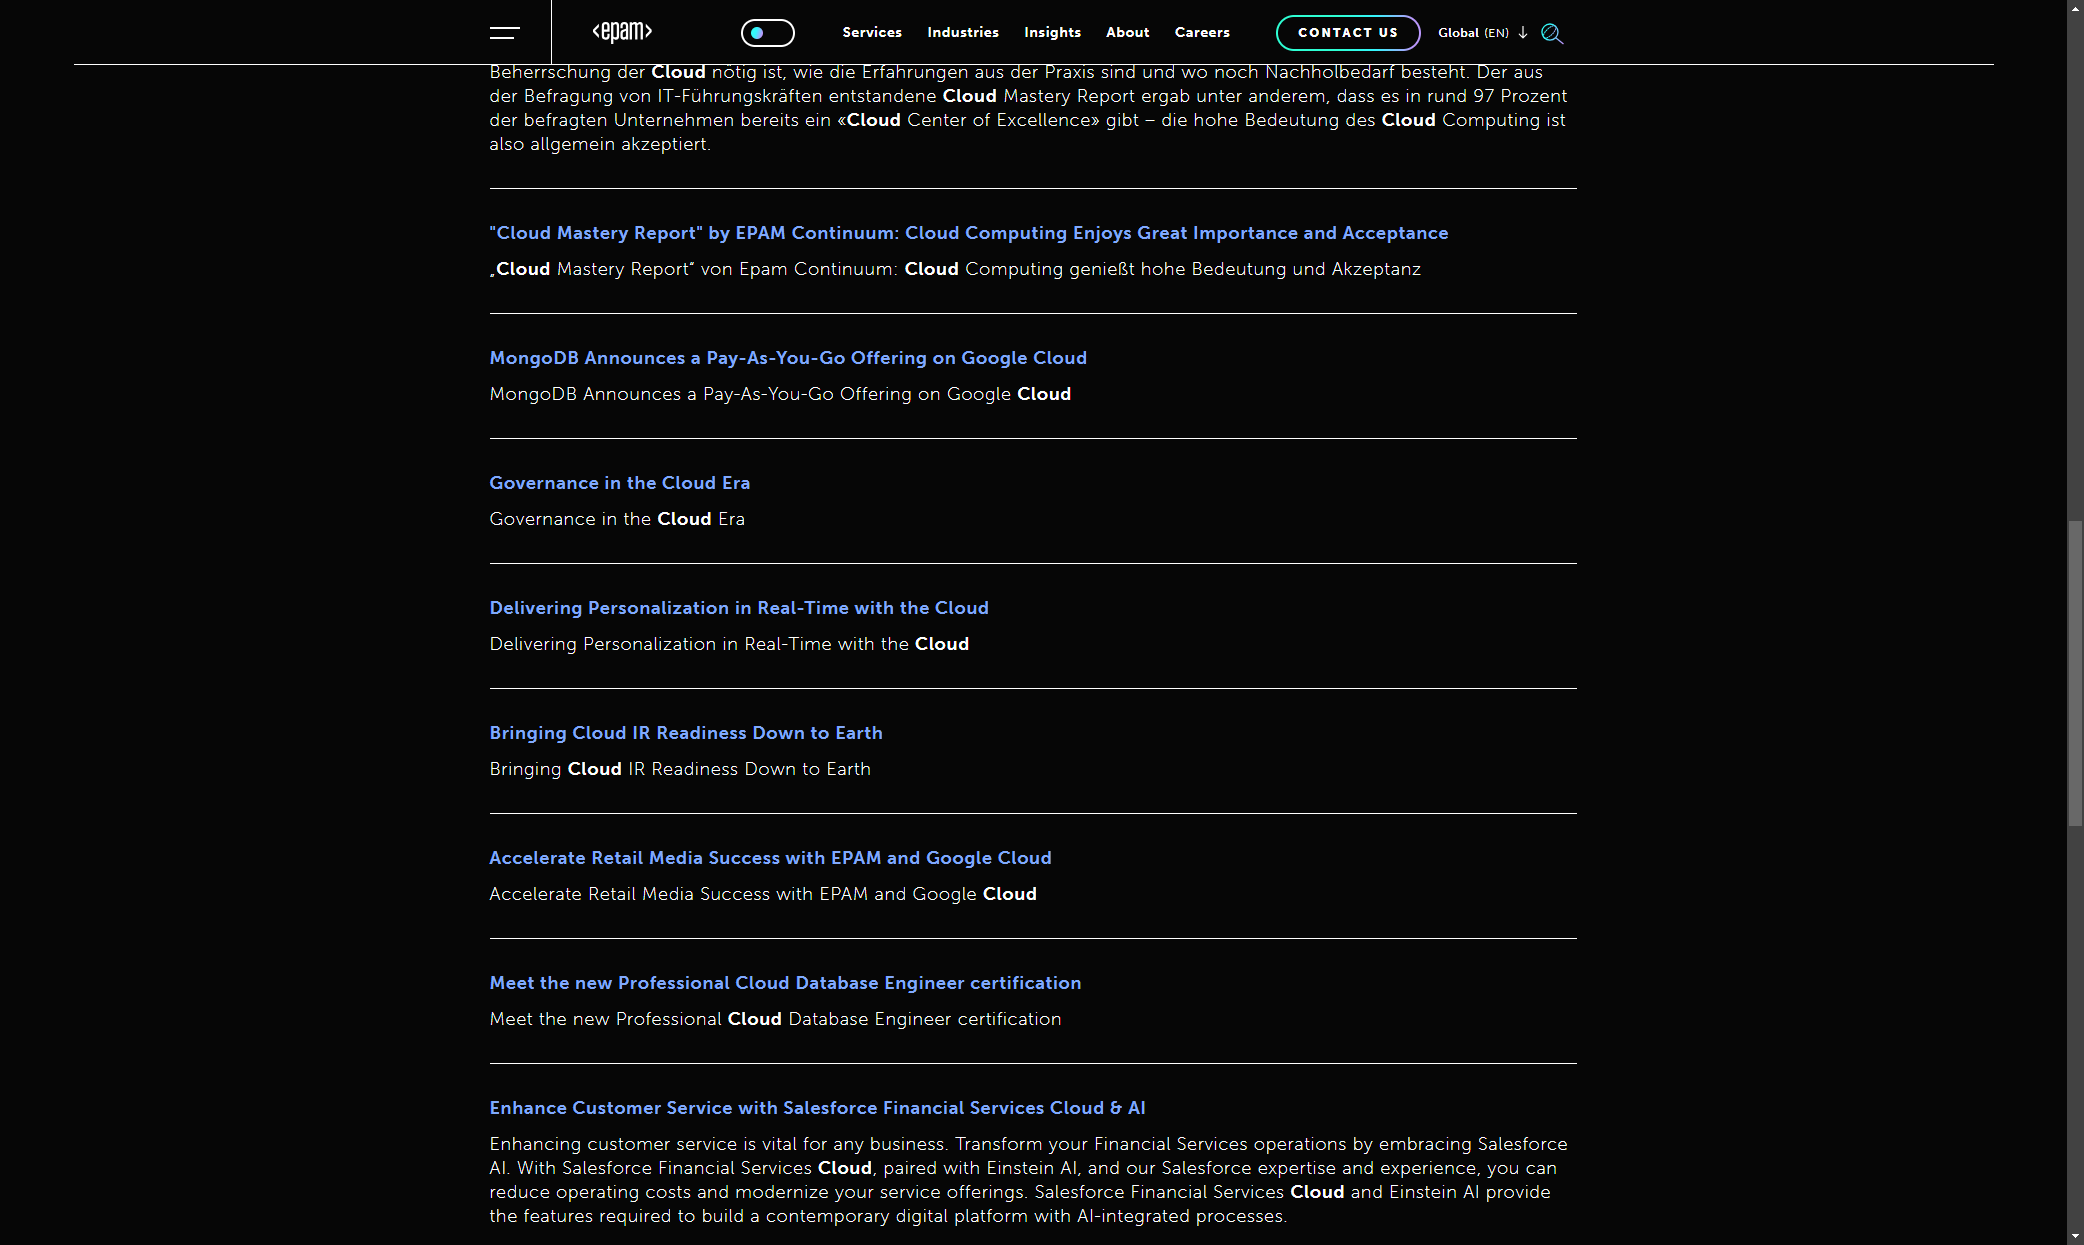 <epam>
Services Industries Insights About Careers
CONTACT US
Global (EN)
Beherrschung der Cloud nötig ist, wie die Erfahrungen aus der Praxis sind und wo noch Nachholbedarf besteht. Der aus
der Befragung von IT-Führungskräften entstandene Cloud Mastery Report ergab unter anderem, dass es in rund 97 Prozent
der befragten Unternehmen bereits ein «Cloud Center of Excellence» gibt – die hohe Bedeutung des Cloud Computing ist
also allgemein akzeptiert.
"Cloud Mastery Report" by EPAM Continuum: Cloud Computing Enjoys Great Importance and Acceptance
„Cloud Mastery Report“ von Epam Continuum: Cloud Computing genießt hohe Bedeutung und Akzeptanz
MongoDB Announces a Pay-As-You-Go Offering on Google Cloud
MongoDB Announces a Pay-As-You-Go Offering on Google Cloud
Governance in the Cloud Era
Governance in the Cloud Era
Delivering Personalization in Real-Time with the Cloud
Delivering Personalization in Real-Time with the Cloud
Bringing Cloud IR Readiness Down to Earth
Bringing Cloud IR Readiness Down to Earth
Accelerate Retail Media Success with EPAM and Google Cloud
Accelerate Retail Media Success with EPAM and Google Cloud
Meet the new Professional Cloud Database Engineer certification
Meet the new Professional Cloud Database Engineer certification
Enhance Customer Service with Salesforce Financial Services Cloud & AI
Enhancing customer service is vital for any business. Transform your Financial Services operations by embracing Salesforce
AI. With Salesforce Financial Services Cloud, paired with Einstein AI, and our Salesforce expertise and experience, you can
reduce operating costs and modernize your service offerings. Salesforce Financial Services Cloud and Einstein AI provide
the features required to build a contemporary digital platform with AI-integrated processes.